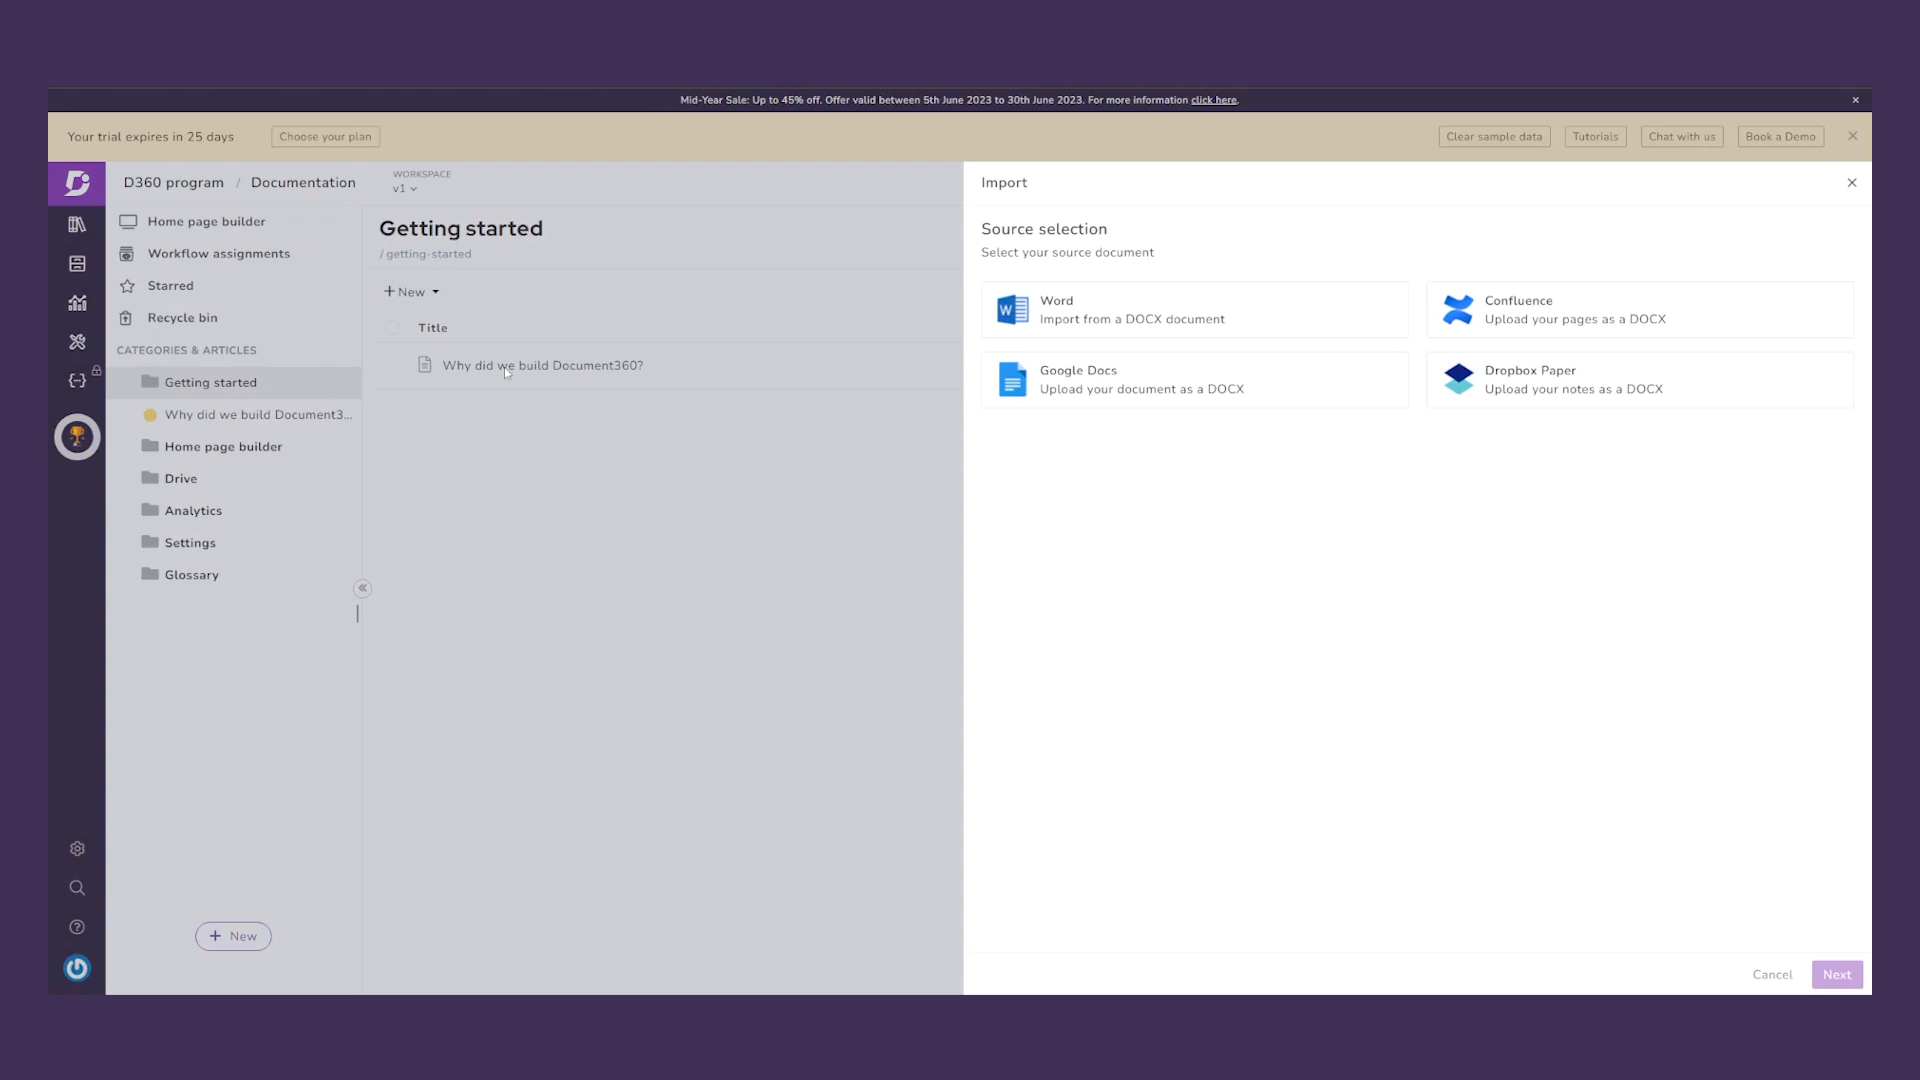 Mid-Year Sale: Up to 45% off. Offer valid between 5th June 2023 to 30th June 2023. For more information click here.
Your trial expires in 25 days
Choose your plan
Clear sample data
Tutorials
Chat with us
Book a Demo
D360 program / Documentation
WORKSPACE
v1
Home page builder
Workflow assignments
Starred
Recycle bin
CATEGORIES & ARTICLES
Getting started
Why did we build Document3...
Home page builder
Drive
Analytics
Settings
Glossary
+ New
Getting started
/ getting-started
+ New
Title
Why did we build Document360?
Import
Source selection
Select your source document
Word
Import from a DOCX document
Confluence
Upload your pages as a DOCX
Google Docs
Upload your document as a DOCX
Dropbox Paper
Upload your notes as a DOCX
Cancel
Next